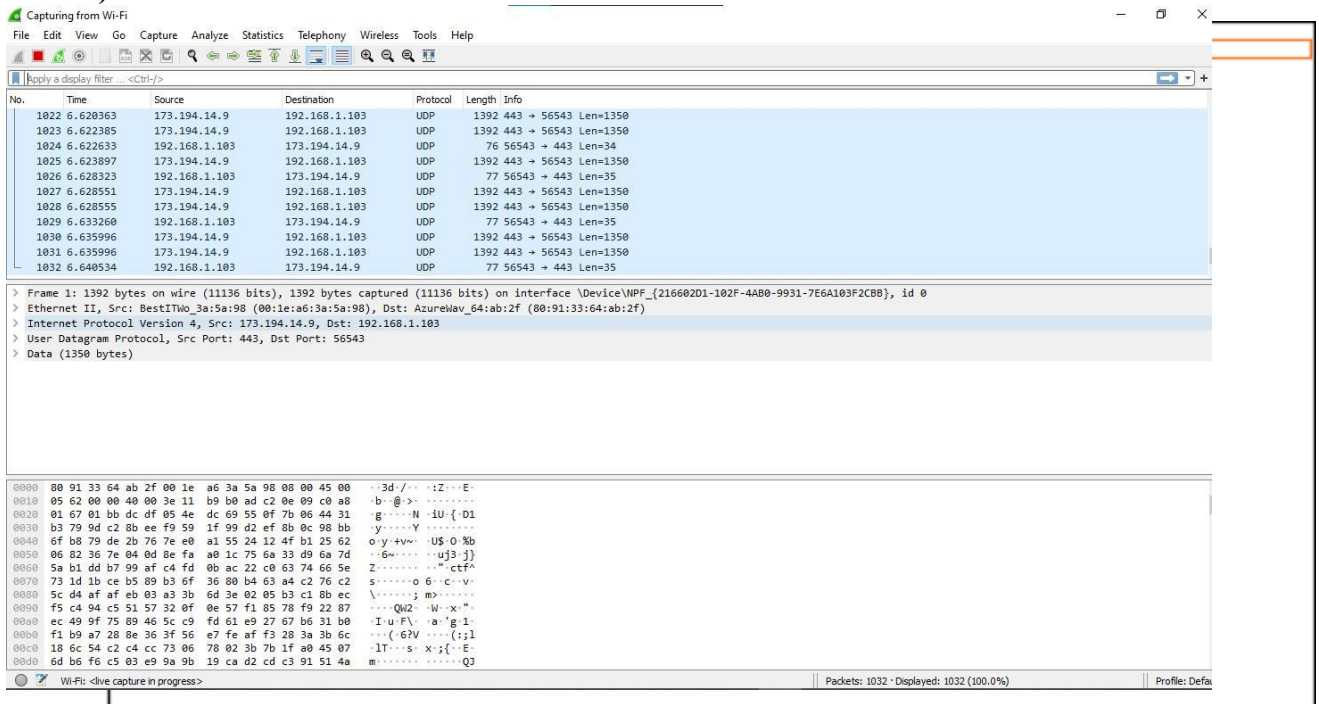 Capturing from Wi-Fi
File Edit View Go Capture Analyze Statistics Telephony Wireless Tools Help
Apply a display filter ... <Ctrl-/>
No. Time Source Destination Protocol Length Info
1022 6.620363 173.194.14.9 192.168.1.103 UDP 1392 443 → 56543 Len=1350
1023 6.622385 173.194.14.9 192.168.1.103 UDP 1392 443 → 56543 Len=1350
1024 6.622633 192.168.1.103 173.194.14.9 UDP 76 56543 → 443 Len=34
1025 6.623897 173.194.14.9 192.168.1.103 UDP 1392 443 → 56543 Len=1350
1026 6.628323 192.168.1.103 173.194.14.9 UDP 77 56543 → 443 Len=35
1027 6.628551 173.194.14.9 192.168.1.103 UDP 1392 443 → 56543 Len=1350
1028 6.628555 173.194.14.9 192.168.1.103 UDP 1392 443 → 56543 Len=1350
1029 6.633260 192.168.1.103 173.194.14.9 UDP 77 56543 → 443 Len=35
1030 6.635996 173.194.14.9 192.168.1.103 UDP 1392 443 → 56543 Len=1350
1031 6.635996 173.194.14.9 192.168.1.103 UDP 1392 443 → 56543 Len=1350
1032 6.640534 192.168.1.103 173.194.14.9 UDP 77 56543 → 443 Len=35
> Frame 1: 1392 bytes on wire (11136 bits), 1392 bytes captured (11136 bits) on interface \Device\NPF_{216602D1-102F-4AB0-9931-7E6A103F2CBB}, id 0
> Ethernet II, Src: BestITWo_3a:5a:98 (00:1e:a6:3a:5a:98), Dst: AzureWav_64:ab:2f (80:91:33:64:ab:2f)
> Internet Protocol Version 4, Src: 173.194.14.9, Dst: 192.168.1.103
> User Datagram Protocol, Src Port: 443, Dst Port: 56543
> Data (1350 bytes)
0000 80 91 33 64 ab 2f 00 1e a6 3a 5a 98 08 00 45 00 ··3d·/·· ·:Z···E·
0010 05 62 00 00 40 00 3e 11 b9 b0 ad c2 0e 09 c0 a8 ·b··@·>· ········
0020 01 67 01 bb dc df 05 4e dc 69 55 0f 7b 06 44 31 ·g·····N ·iU·{·D1
0030 b3 79 9d c2 8b ee f9 59 1f 99 d2 ef 8b 0c 98 bb ·y·····Y ········
0040 6f b8 79 de 2b 76 7e e0 a1 55 24 12 4f b1 25 62 o·y·+v~· ·U$·O·%b
0050 06 82 36 7e 04 0d 8e fa a0 1c 75 6a 33 d9 6a 7d ··6~···· ··uj3·j}
0060 5a b1 dd b7 99 af c4 fd 0b ac 22 c0 63 74 66 5e Z······· ··"·ctf^
0070 73 1d 1b ce b5 89 b3 6f 36 80 b4 63 a4 c2 76 c2 s······o 6··c··v·
0080 5c d4 af af eb 03 a3 3b 6d 3e 02 05 b3 c1 8b ec \······; m>······
0090 f5 c4 94 c5 51 57 32 0f 0e 57 f1 85 78 f9 22 87 ····QW2· ·W··x·"·
00a0 ec 49 9f 75 89 46 5c c9 fd 61 e9 27 67 b6 31 b0 ·I·u·F\· ·a·'g·1·
00b0 f1 b9 a7 28 8e 36 3f 56 e7 fe af f3 28 3a 3b 6c ···(·6?V ····(:;l
00c0 18 6c 54 c2 c4 cc 73 06 78 02 3b 7b 1f a0 45 07 ·lT···s· x·;{··E·
00d0 6d b6 f6 c5 03 e9 9a 9b 19 ca d2 cd c3 91 51 4a m······· ······QJ
Wi-Fi: <live capture in progress> Packets: 1032 · Displayed: 1032 (100.0%) Profile: Defau